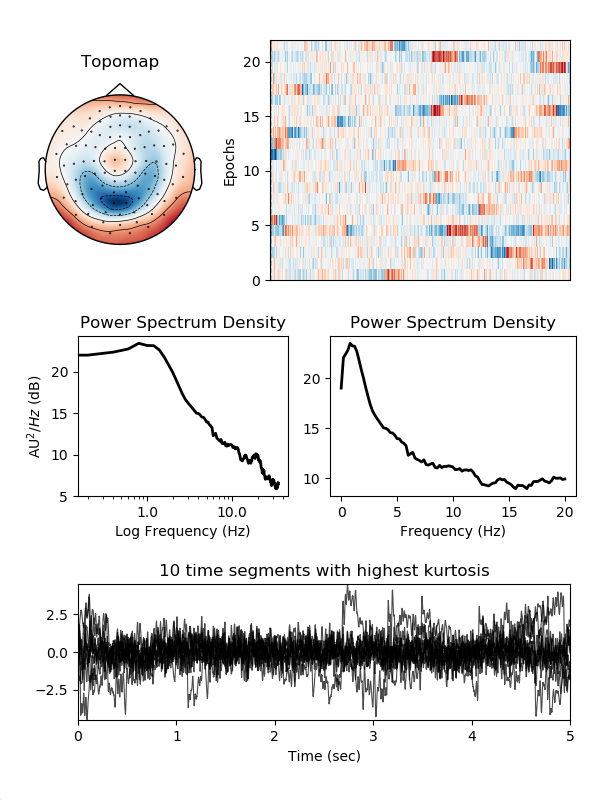 Topomap
Epochs
20
15
10
5
0
Power Spectrum Density
AU²/Hz (dB)
20
15
10
5
1.0 10.0
Log Frequency (Hz)
Power Spectrum Density
20
15
10
0 5 10 15 20
Frequency (Hz)
10 time segments with highest kurtosis
2.5
0.0
−2.5
0 1 2 3 4 5
Time (sec)